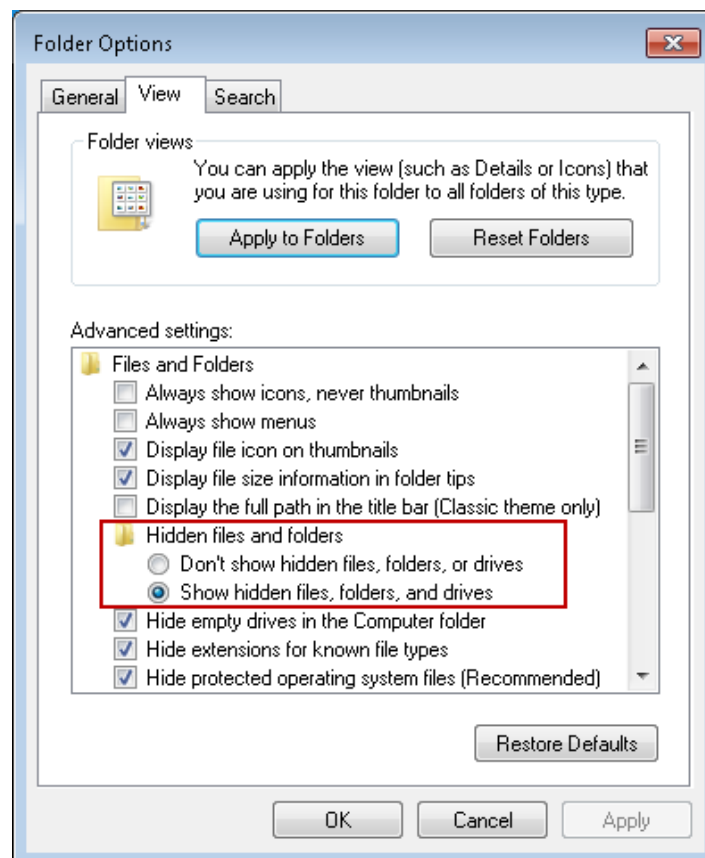 Folder Options
General View Search
Folder views
You can apply the view (such as Details or Icons) that
you are using for this folder to all folders of this type.
Apply to Folders Reset Folders
Advanced settings:
Files and Folders
Always show icons, never thumbnails
Always show menus
Display file icon on thumbnails
Display file size information in folder tips
Display the full path in the title bar (Classic theme only)
Hidden files and folders
Don't show hidden files, folders, or drives
Show hidden files, folders, and drives
Hide empty drives in the Computer folder
Hide extensions for known file types
Hide protected operating system files (Recommended)
Restore Defaults
OK Cancel Apply